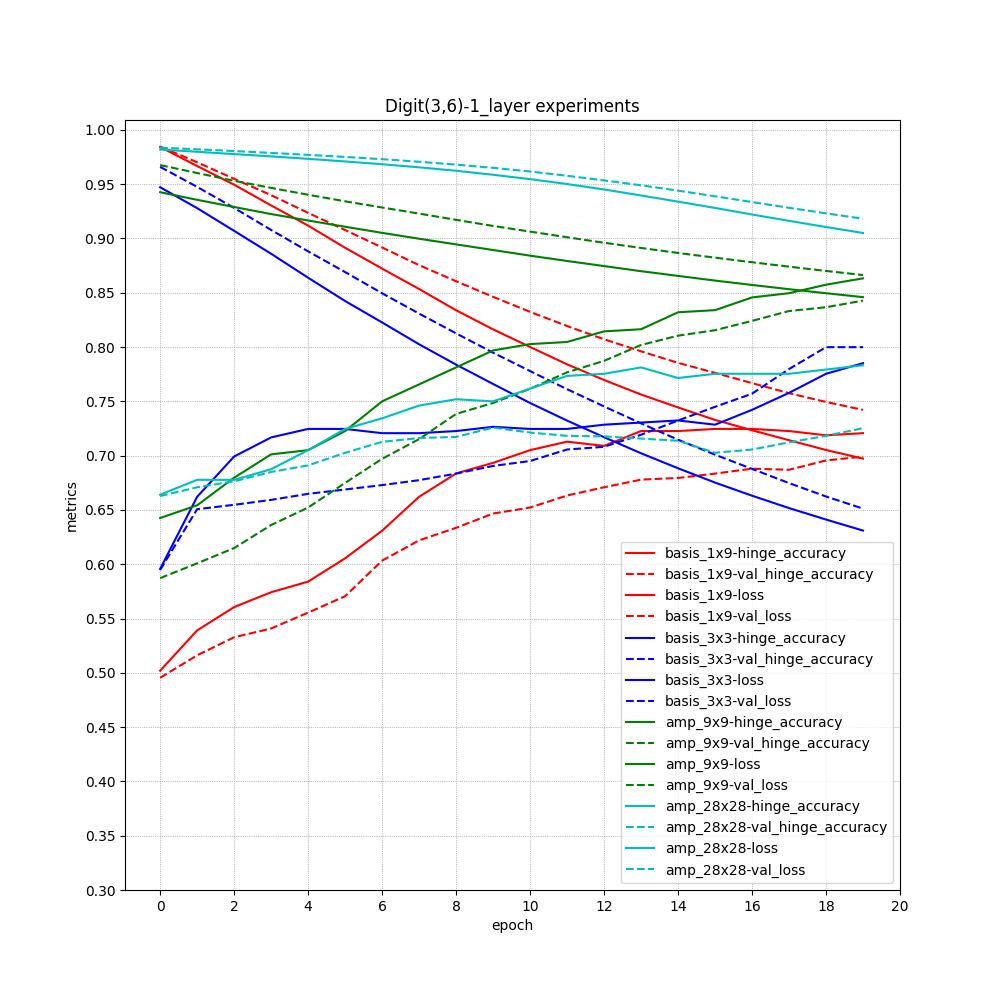 Digit(3,6)-1_layer experiments
1.00
0.95
0.90
0.85
0.80
0.75
0.70
0.65
0.60
0.55
0.50
0.45
0.40
0.35
0.30
metrics
basis_1x9-hinge_accuracy
basis_1x9-val_hinge_accuracy
basis_1x9-loss
basis_1x9-val_loss
basis_3x3-hinge_accuracy
basis_3x3-val_hinge_accuracy
basis_3x3-loss
basis_3x3-val_loss
amp_9x9-hinge_accuracy
amp_9x9-val_hinge_accuracy
amp_9x9-loss
amp_9x9-val_loss
amp_28x28-hinge_accuracy
amp_28x28-val_hinge_accuracy
amp_28x28-loss
amp_28x28-val_loss
0 2 4 6 8 10 12 14 16 18 20
epoch